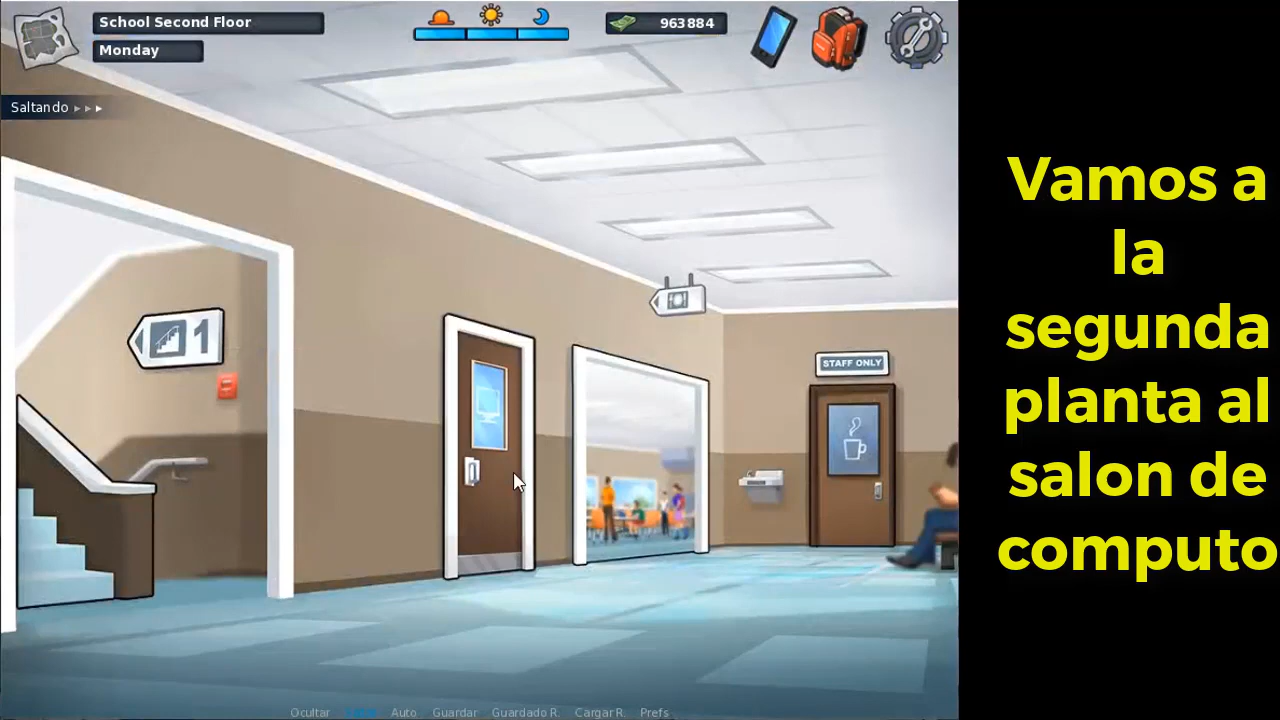 School Second Floor
Monday
963884
Saltando
1
STAFF ONLY
Vamos a
la
segunda
planta al
salon de
computo
Ocultar Auto Guardar Guardado R. Cargar R. Prefs